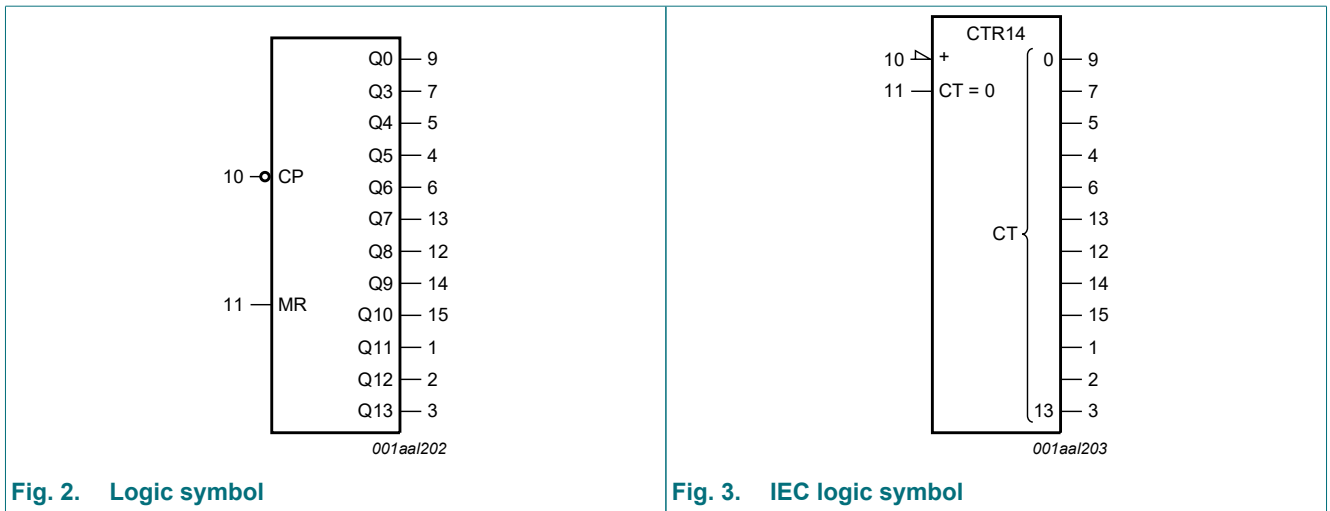 Q0 9
Q3 7
Q4 5
Q5 4
10 CP
Q6 6
Q7 13
Q8 12
Q9 14
11 MR
Q10 15
Q11 1
Q12 2
Q13 3
001aal202
Fig. 2. Logic symbol
CTR14
10 + 0 9
11 CT = 0 7
5
4
6
13
CT
12
14
15
1
2
13 3
001aal203
Fig. 3. IEC logic symbol